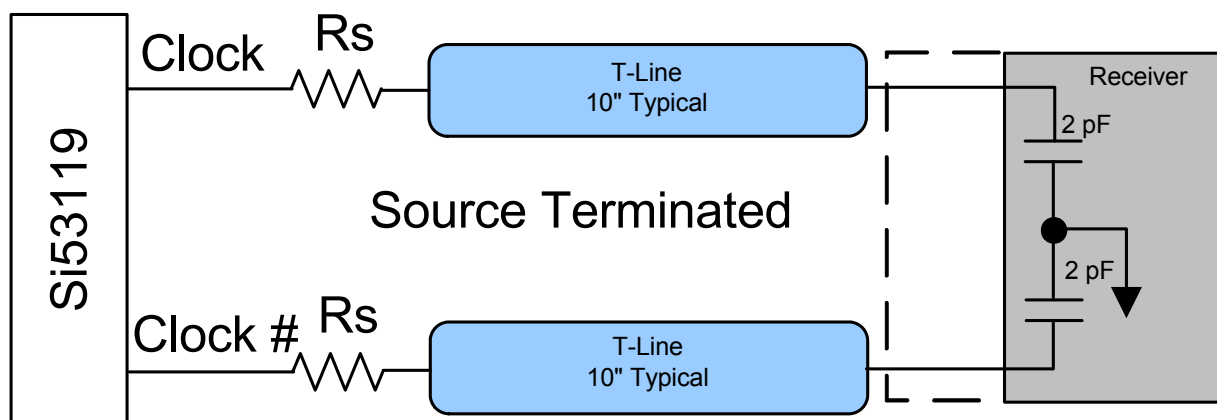 Si53119
Clock
Rs
T-Line
10" Typical
Receiver
2 pF
Source Terminated
2 pF
Clock #
Rs
T-Line
10" Typical